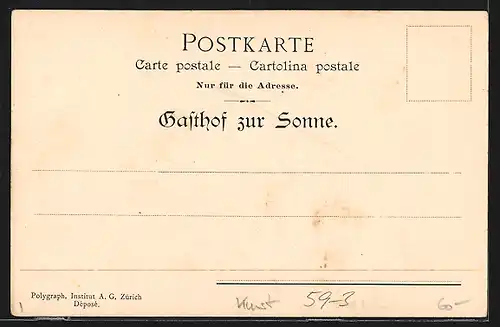 POSTKARTE
Carte postale — Cartolina postale
Nur für die Adresse.
Gasthof zur Sonne.
Polygraph. Institut A. G. Zürich
Déposé.
Kunst 59-3 60-